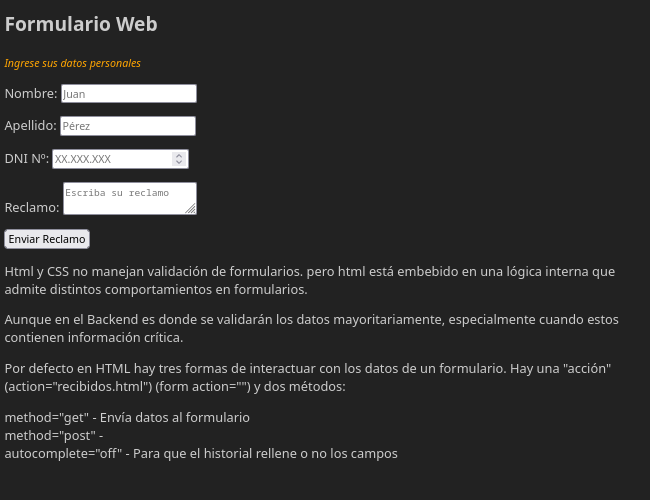 Formulario Web
Ingrese sus datos personales
Nombre: Juan
Apellido: Pérez
DNI Nº: XX.XXX.XXX
Reclamo: Escriba su reclamo
Enviar Reclamo
Html y CSS no manejan validación de formularios. pero html está embebido en una lógica interna que
admite distintos comportamientos en formularios.
Aunque en el Backend es donde se validarán los datos mayoritariamente, especialmente cuando estos
contienen información crítica.
Por defecto en HTML hay tres formas de interactuar con los datos de un formulario. Hay una "acción"
(action="recibidos.html") (form action="") y dos métodos:
method="get" - Envía datos al formulario
method="post" -
autocomplete="off" - Para que el historial rellene o no los campos